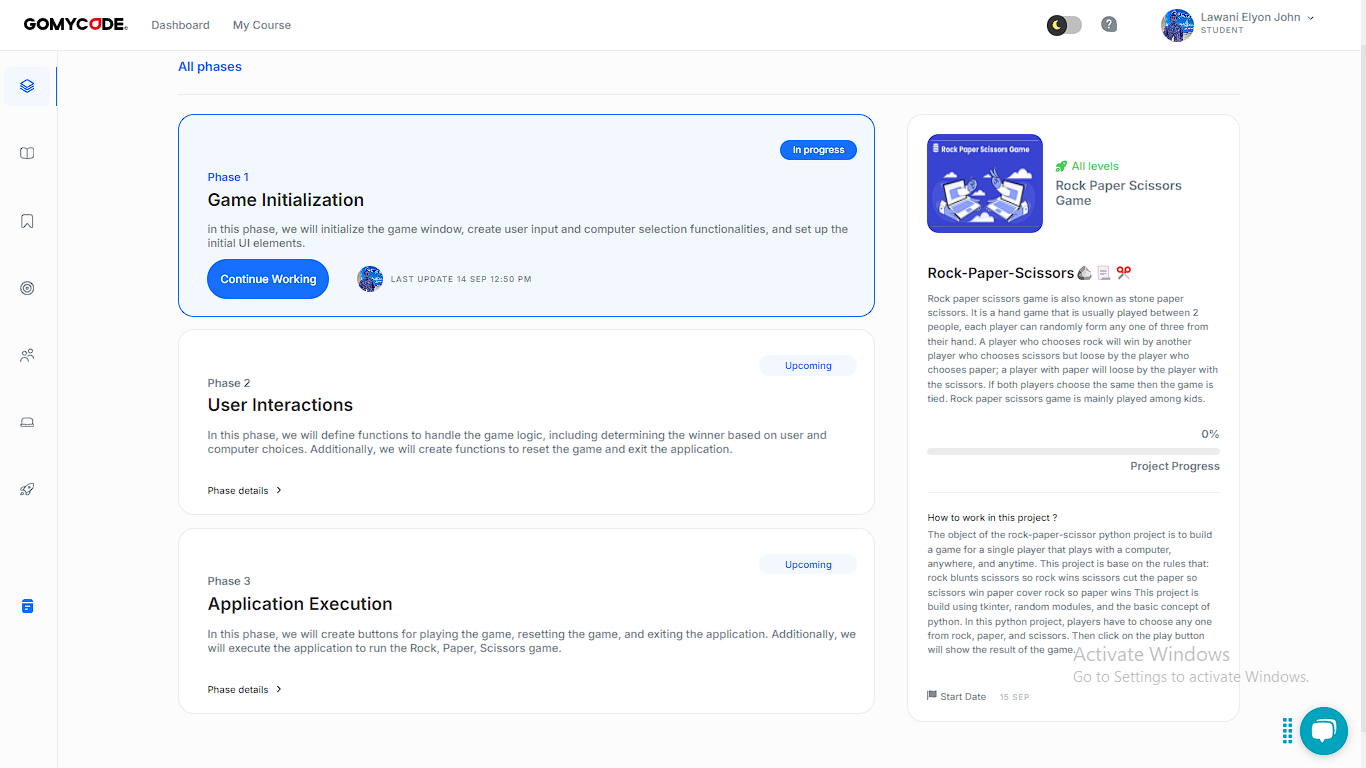 GOMYCODE
Dashboard
My Course
Lawani Elyon John
STUDENT
All phases
In progress
Phase 1
Game Initialization
in this phase, we will initialize the game window, create user input and computer selection functionalities, and set up the
initial UI elements.
Continue Working
LAST UPDATE 14 SEP 12:50 PM
Upcoming
Phase 2
User Interactions
In this phase, we will define functions to handle the game logic, including determining the winner based on user and
computer choices. Additionally, we will create functions to reset the game and exit the application.
Phase details
Upcoming
Phase 3
Application Execution
In this phase, we will create buttons for playing the game, resetting the game, and exiting the application. Additionally, we
will execute the application to run the Rock, Paper, Scissors game.
Phase details
Rock Paper Scissors Game
All levels
Rock Paper Scissors
Game
Rock-Paper-Scissors
Rock paper scissors game is also known as stone paper
scissors. It is a hand game that is usually played between 2
people, each player can randomly form any one of three from
their hand. A player who chooses rock will win by another
player who chooses scissors but loose by the player who
chooses paper; a player with paper will loose by the player with
the scissors. If both players choose the same then the game is
tied. Rock paper scissors game is mainly played among kids.
0%
Project Progress
How to work in this project ?
The object of the rock-paper-scissor python project is to build
a game for a single player that plays with a computer,
anywhere, and anytime. This project is base on the rules that:
rock blunts scissors so rock wins scissors cut the paper so
scissors win paper cover rock so paper wins This project is
build using tkinter, random modules, and the basic concept of
python. In this python project, players have to choose any one
from rock, paper, and scissors. Then click on the play button
will show the result of the game.
Activate Windows
Go to Settings to activate Windows.
Start Date
15 SEP